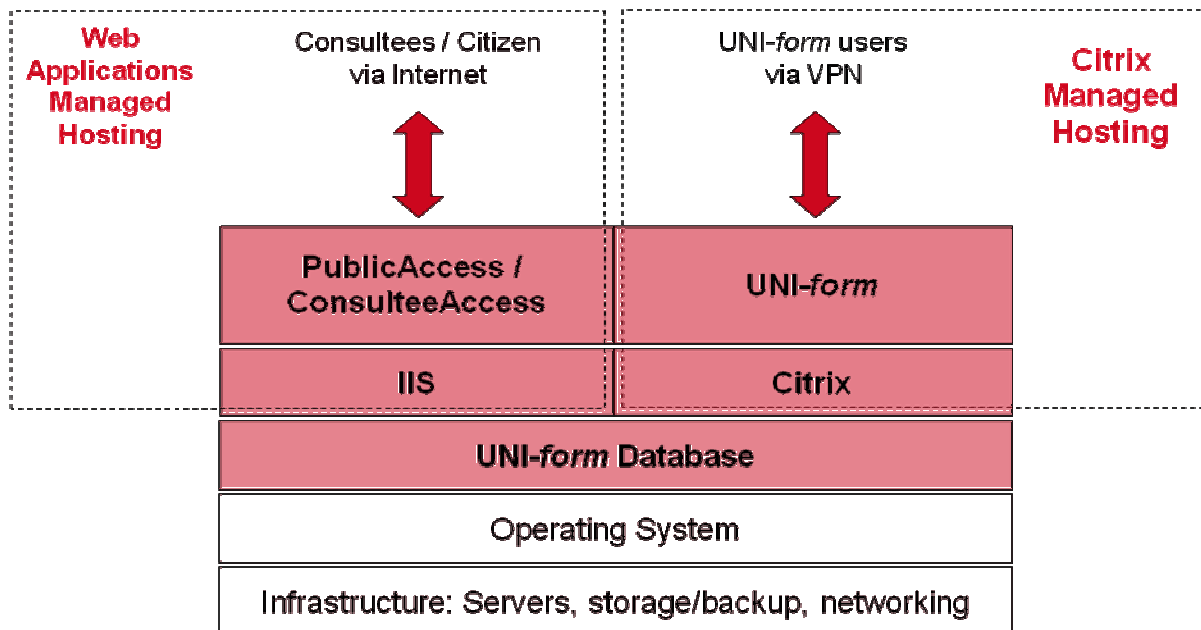 Web
Applications
Managed
Hosting
Consultees / Citizen
via Internet
UNI-form users
via VPN
Citrix
Managed
Hosting
PublicAccess /
ConsulteeAccess
UNI-form
IIS
Citrix
UNI-form Database
Operating System
Infrastructure: Servers, storage/backup, networking